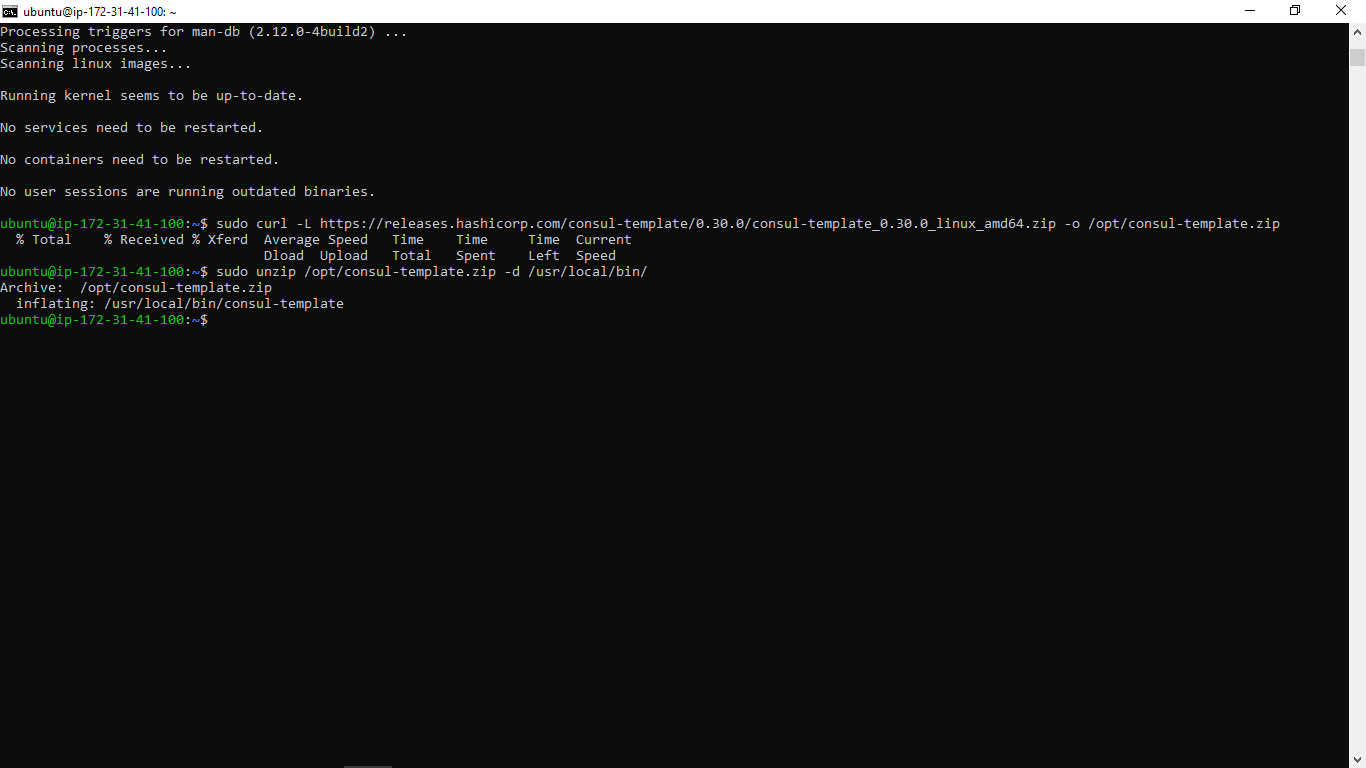 ubuntu@ip-172-31-41-100: ~
Processing triggers for man-db (2.12.0-4build2) ...
Scanning processes...
Scanning linux images...
Running kernel seems to be up-to-date.
No services need to be restarted.
No containers need to be restarted.
No user sessions are running outdated binaries.
ubuntu@ip-172-31-41-100:~$ sudo curl -L https://releases.hashicorp.com/consul-template/0.30.0/consul-template_0.30.0_linux_amd64.zip -o /opt/consul-template.zip
  % Total    % Received % Xferd  Average Speed   Time    Time     Time  Current
                                 Dload  Upload   Total   Spent    Left  Speed
ubuntu@ip-172-31-41-100:~$ sudo unzip /opt/consul-template.zip -d /usr/local/bin/
Archive:  /opt/consul-template.zip
  inflating: /usr/local/bin/consul-template
ubuntu@ip-172-31-41-100:~$